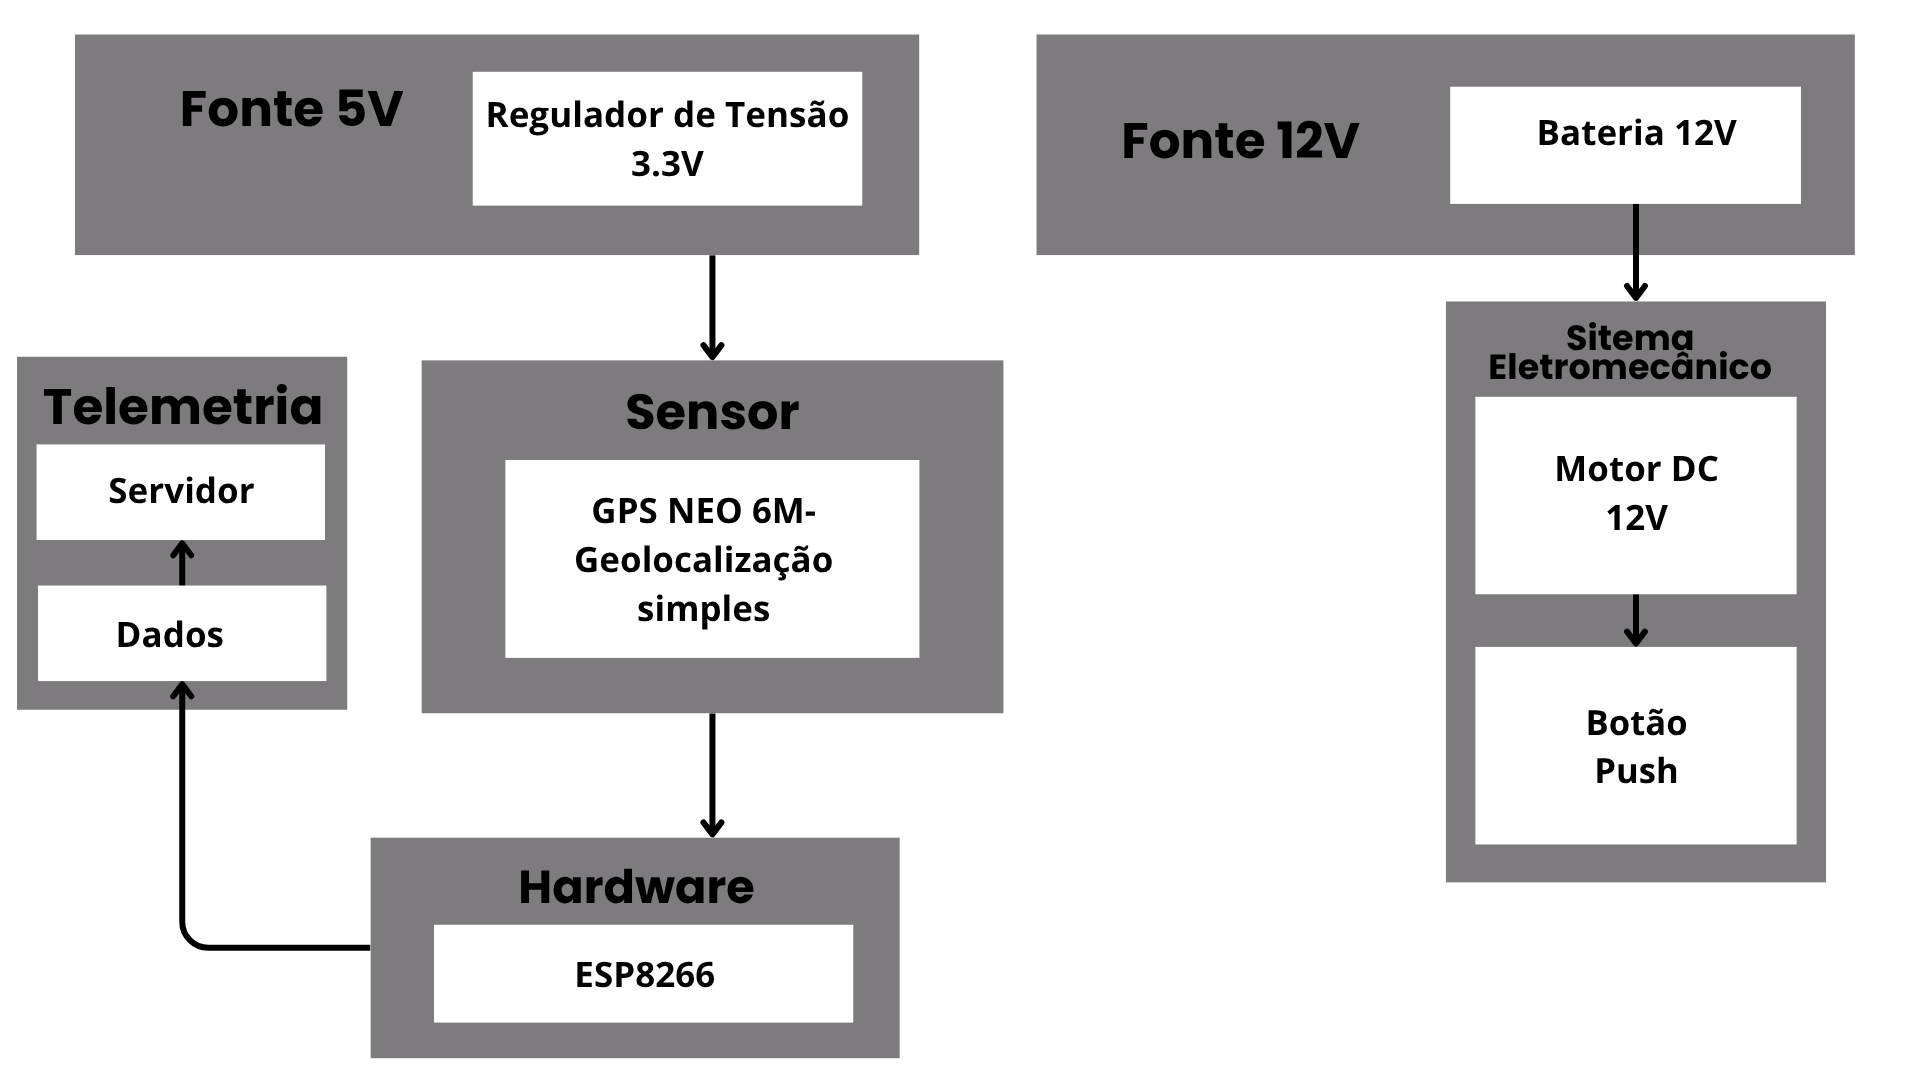 Fonte 5V
Regulador de Tensão
3.3V
Fonte 12V
Bateria 12V
Telemetria
Servidor
Dados
Sensor
GPS NEO 6M-
Geolocalização
simples
Hardware
ESP8266
Sitema
Eletromecânico
Motor DC
12V
Botão
Push